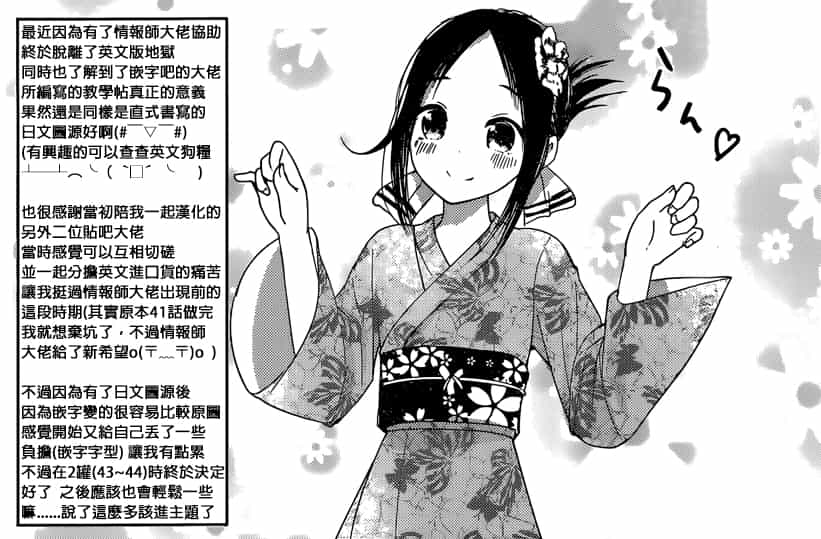 最近因為有了情報師大佬協助
終於脫離了英文版地獄
同時也了解到了嵌字吧的大佬
所編寫的教學帖真正的意義
果然還是同樣是直式書寫的
日文圖源好啊(#￣▽￣#)
(有興趣的可以查查英文狗糧
┴┴︵╰(‵□′╰)
也很感謝當初陪我一起漢化的
另外二位貼吧大佬
當時感覺可以互相切磋
並一起分擔英文進口貨的痛苦
讓我挺過情報師大佬出現前的
這段時期(其實原本41話做完
我就想棄坑了，不過情報師
大佬給了新希望o(〒﹏〒)o )
不過因為有了日文圖源後
因為嵌字變的很容易比較原圖
感覺開始又給自己丟了一些
負擔(嵌字字型) 讓我有點累
不過在2罐(43~44)時終於決定
好了 之後應該也會輕鬆一些
嘛......說了這麼多該進主題了
らん♡